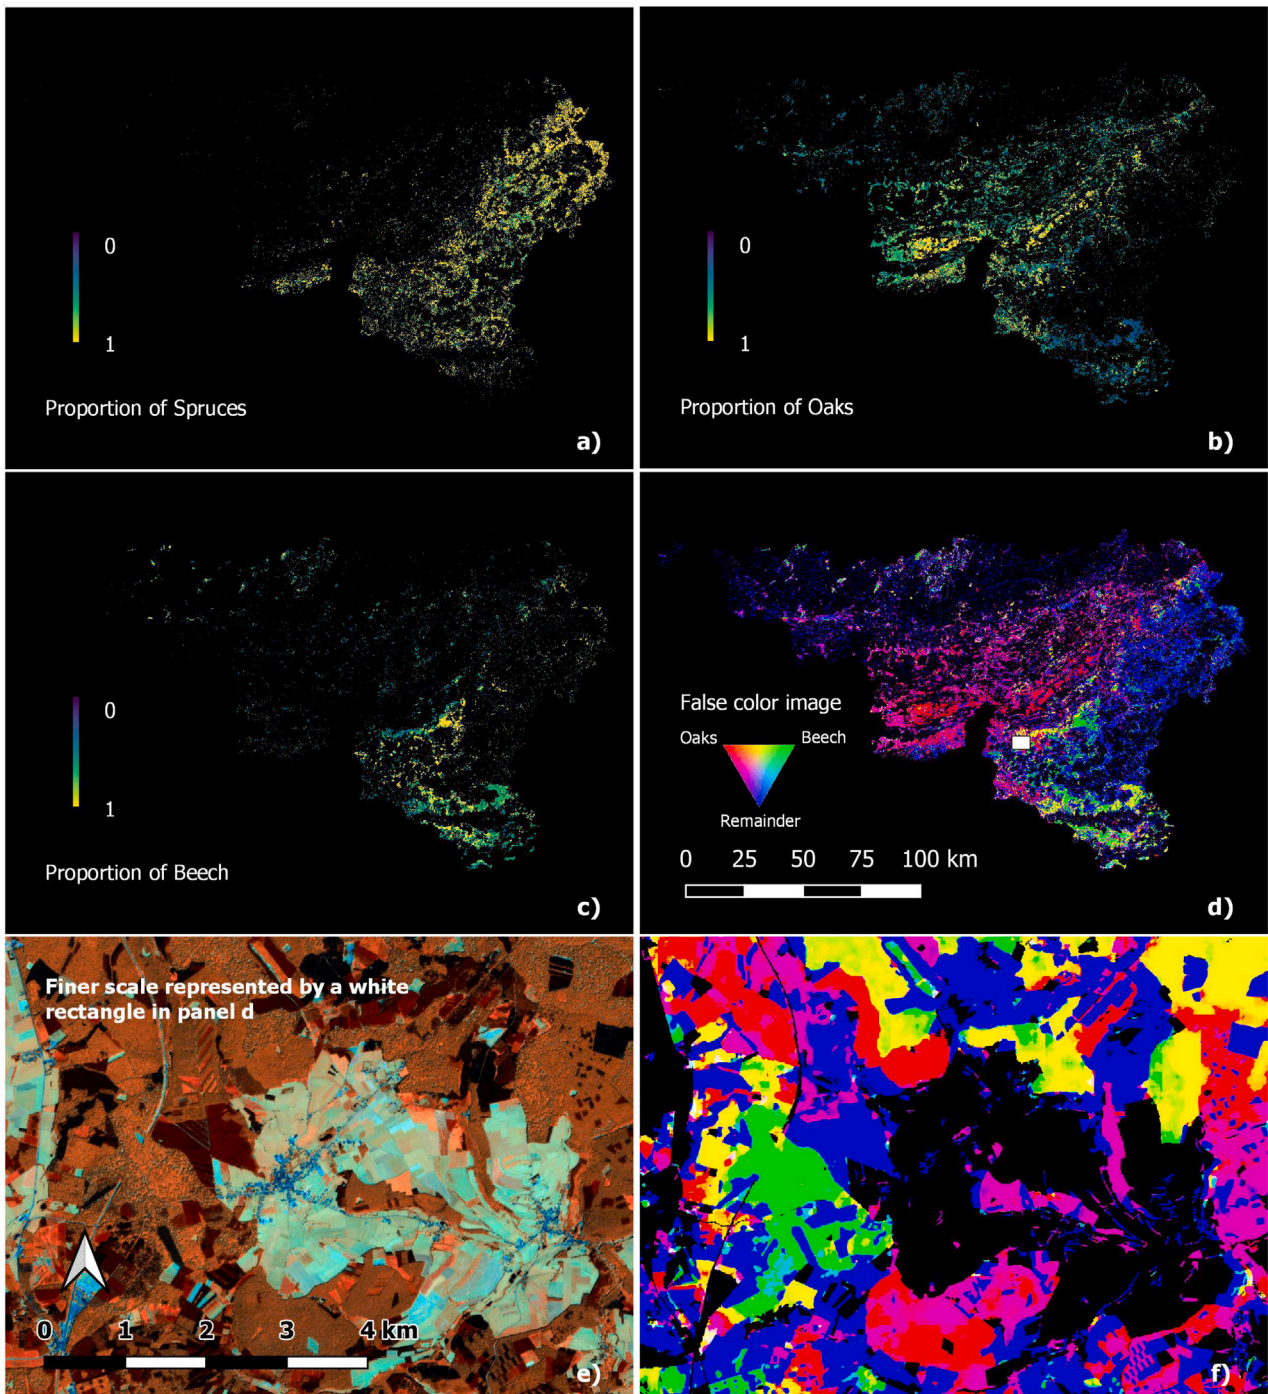 0
1
Proportion of Spruces
a)
0
1
Proportion of Oaks
b)
0
1
Proportion of Beech
c)
False color image
Oaks Beech
Remainder
0 25 50 75 100 km
d)
Finer scale represented by a white
rectangle in panel d
0 1 2 3 4 km
e)
f)